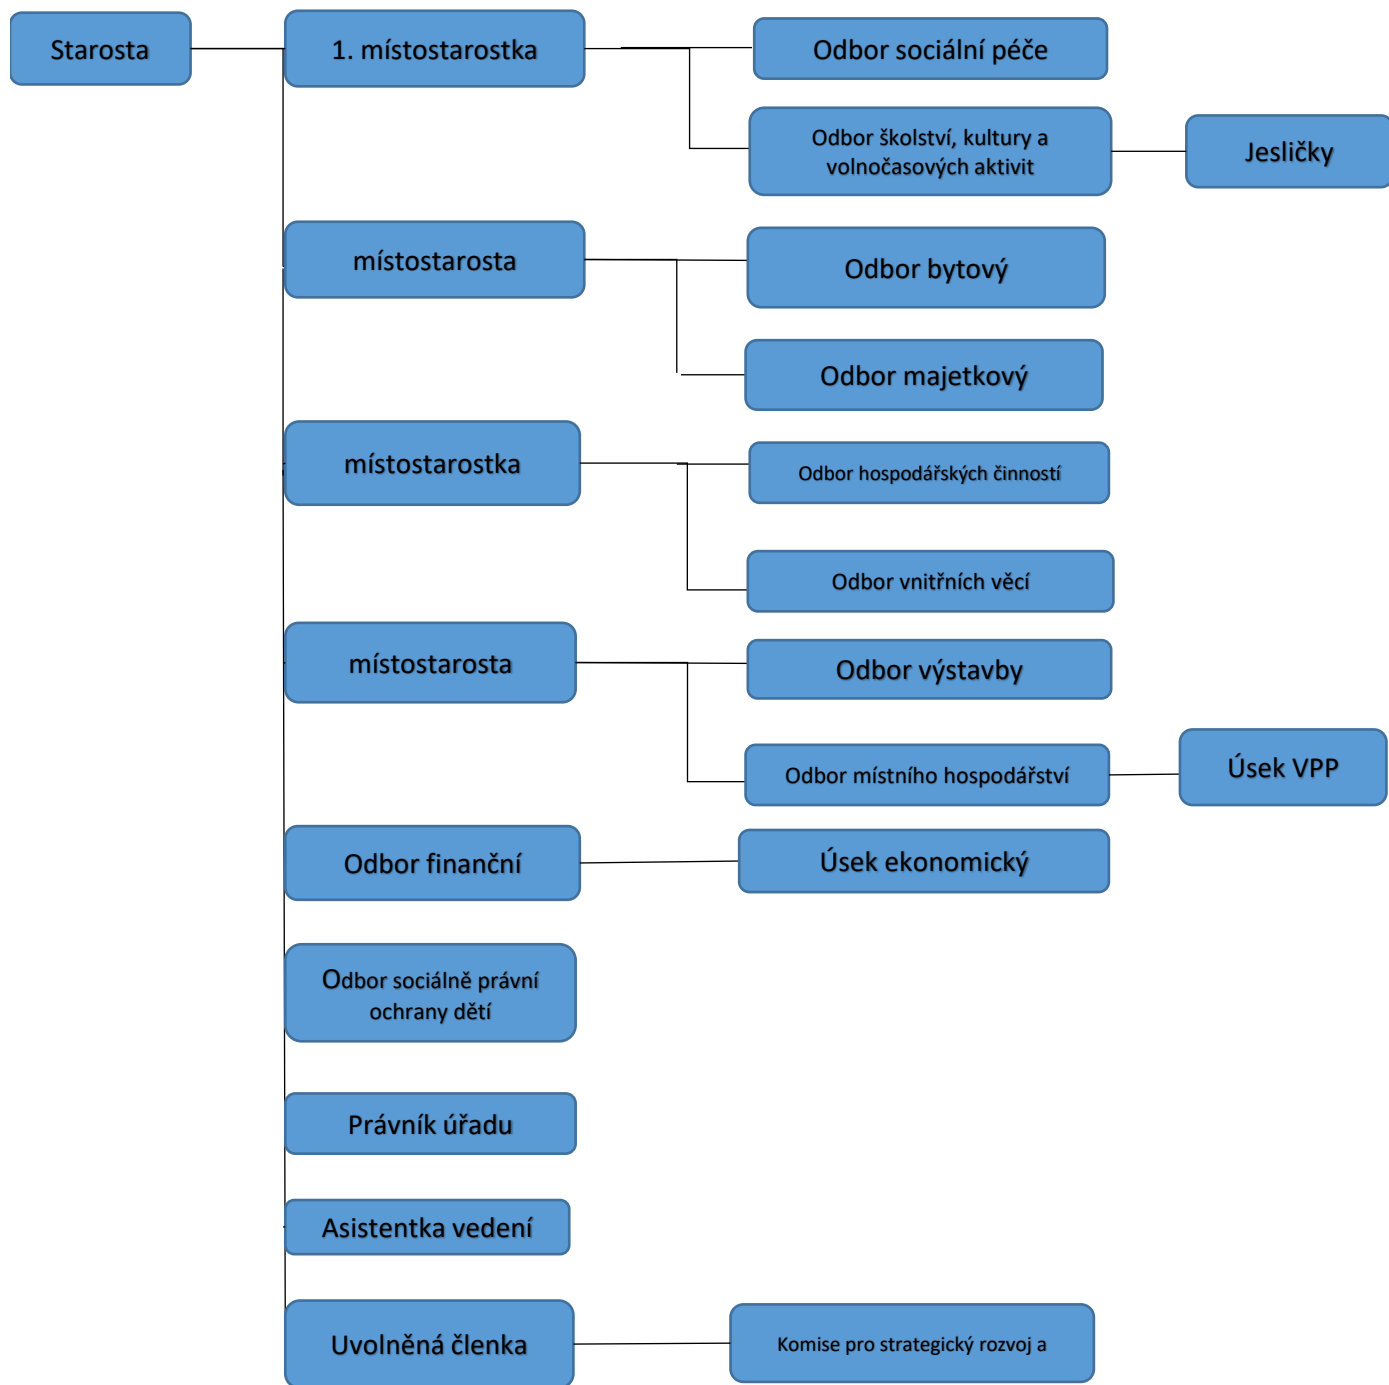 Starosta
1. místostarostka
Odbor sociální péče
Odbor školství, kultury a
volnočasových aktivit
Jesličky
místostarosta
Odbor bytový
Odbor majetkový
místostarostka
Odbor hospodářských činností
Odbor vnitřních věcí
místostarosta
Odbor výstavby
Odbor místního hospodářství
Úsek VPP
Odbor finanční
Úsek ekonomický
Odbor sociálně právní
ochrany dětí
Právník úřadu
Asistentka vedení
Uvolněná členka
Komise pro strategický rozvoj a